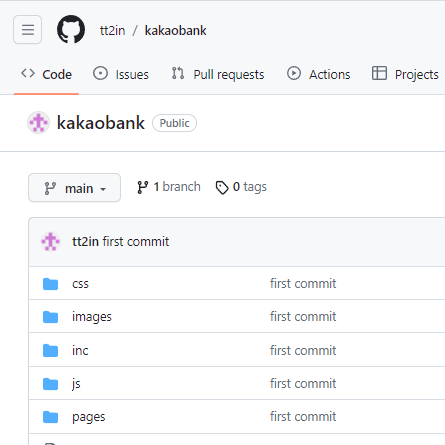 tt2in / kakaobank
Code Issues Pull requests Actions Projects
kakaobank Public
main 1 branch 0 tags
tt2in first commit
css first commit
images first commit
inc first commit
js first commit
pages first commit